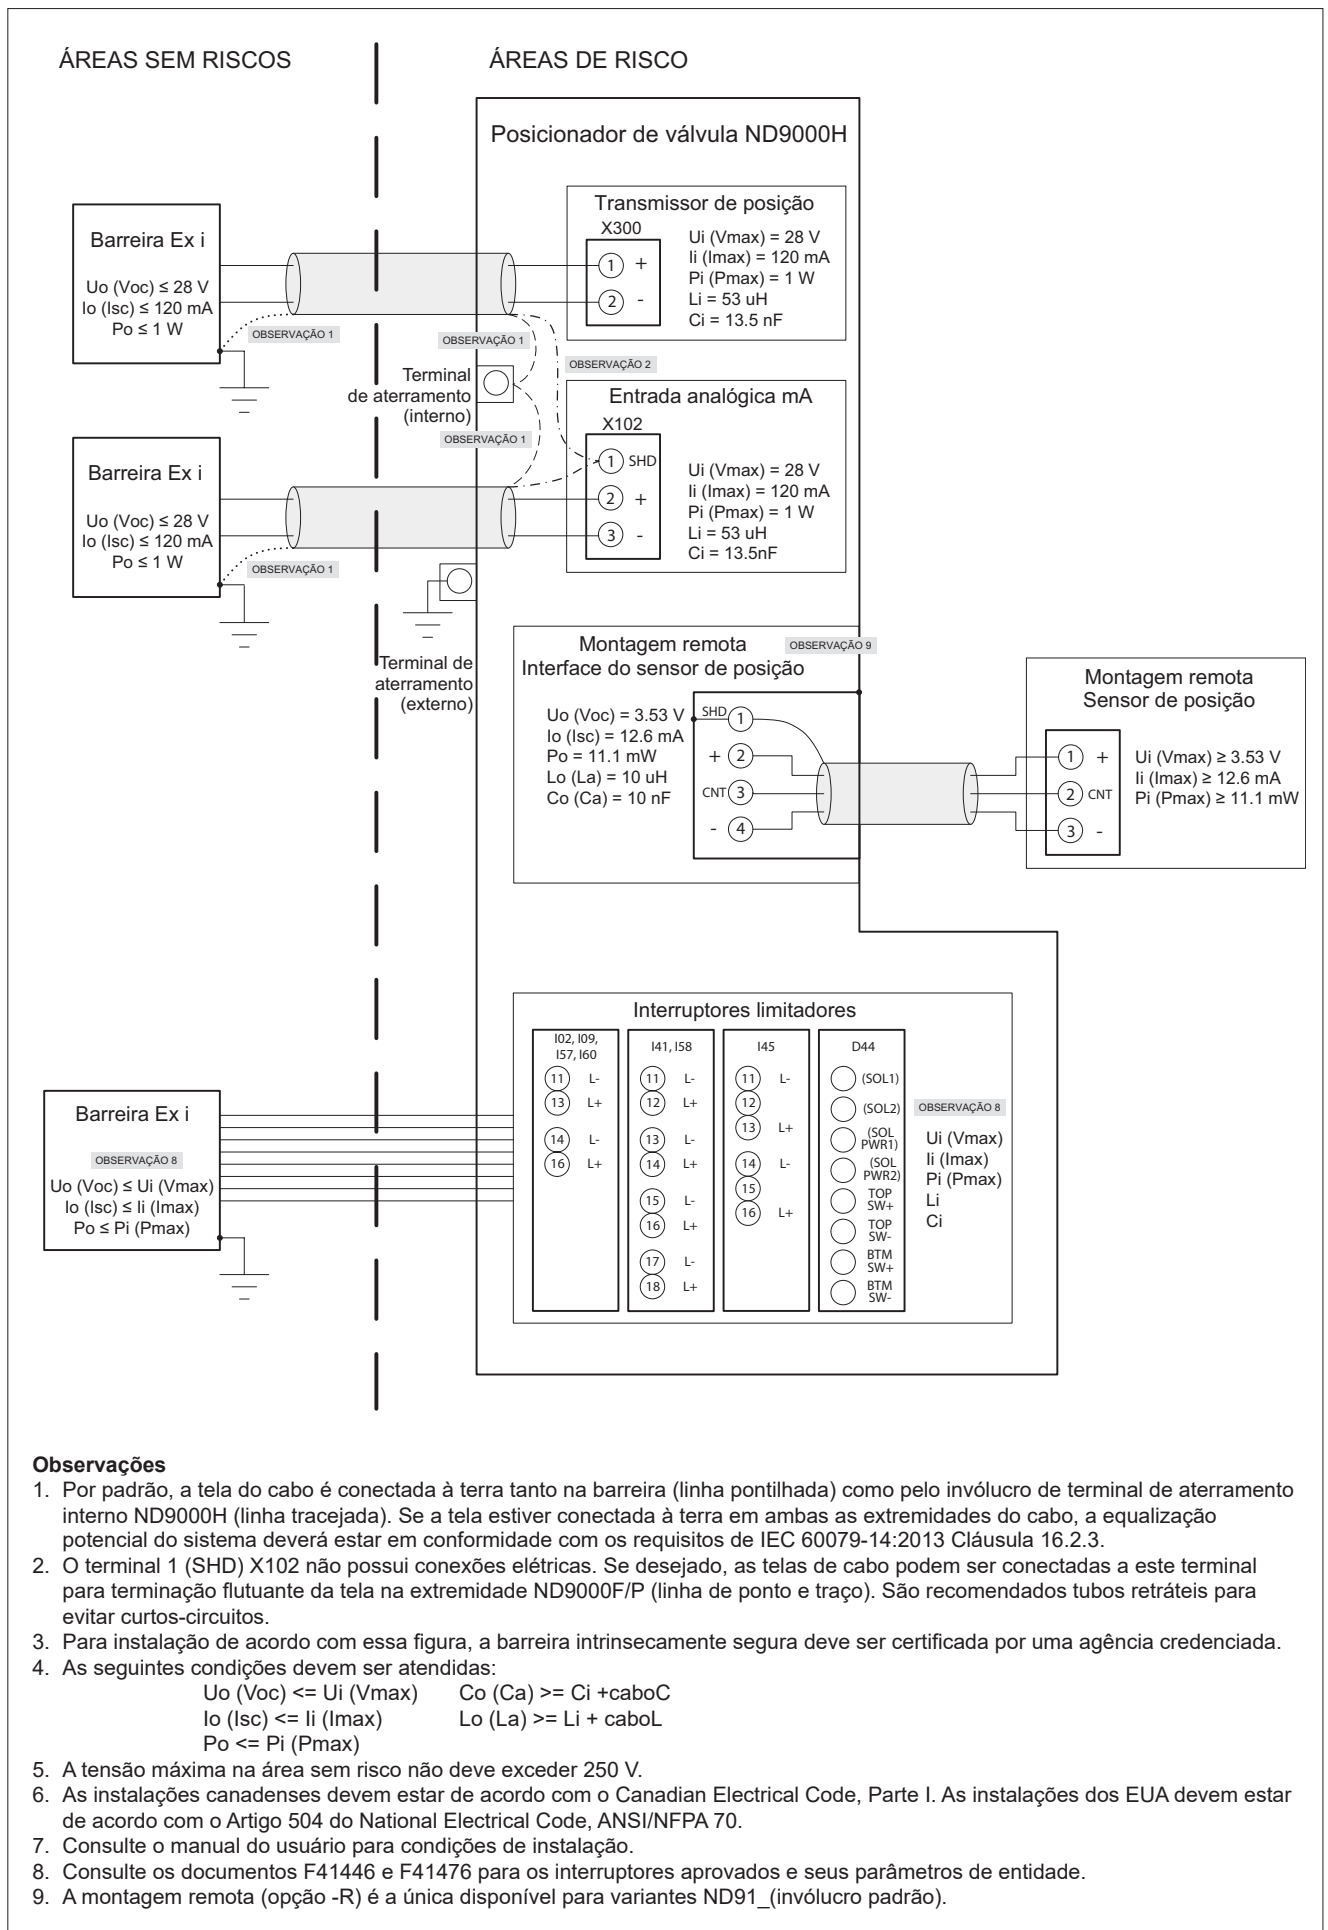 ÁREAS SEM RISCOS
ÁREAS DE RISCO
Posicionador de válvula ND9000H
Barreira Ex i
Uo (Voc) ≤ 28 V
Io (Isc) ≤ 120 mA
Po ≤ 1 W
OBSERVAÇÃO 1
OBSERVAÇÃO 1
Transmissor de posição
X300
1 +
2 -
Ui (Vmax) = 28 V
Ii (Imax) = 120 mA
Pi (Pmax) = 1 W
Li = 53 uH
Ci = 13.5 nF
OBSERVAÇÃO 2
Terminal
de aterramento
(interno)
OBSERVAÇÃO 1
Barreira Ex i
Uo (Voc) ≤ 28 V
Io (Isc) ≤ 120 mA
Po ≤ 1 W
OBSERVAÇÃO 1
Entrada analógica mA
X102
1 SHD
2 +
3 -
Ui (Vmax) = 28 V
Ii (Imax) = 120 mA
Pi (Pmax) = 1 W
Li = 53 uH
Ci = 13.5nF
Terminal de
aterramento
(externo)
Montagem remota
Interface do sensor de posição
OBSERVAÇÃO 9
Uo (Voc) = 3.53 V
Io (Isc) = 12.6 mA
Po = 11.1 mW
Lo (La) = 10 uH
Co (Ca) = 10 nF
SHD 1
+ 2
CNT 3
- 4
Montagem remota
Sensor de posição
1 +
2 CNT
3 -
Ui (Vmax) ≥ 3.53 V
Ii (Imax) ≥ 12.6 mA
Pi (Pmax) ≥ 11.1 mW
Interruptores limitadores
I02, I09,
I57, I60
11 L-
13 L+
14 L-
16 L+
I41, I58
11 L-
12 L+
13 L-
14 L+
15 L-
16 L+
17 L-
18 L+
I45
11 L-
12
13 L+
14 L-
15
16 L+
D44
(SOL1)
(SOL2)
(SOL
PWR1)
(SOL
PWR2)
TOP
SW+
TOP
SW-
BTM
SW+
BTM
SW-
OBSERVAÇÃO 8
Ui (Vmax)
Ii (Imax)
Pi (Pmax)
Li
Ci
Barreira Ex i
OBSERVAÇÃO 8
Uo (Voc) ≤ Ui (Vmax)
Io (Isc) ≤ Ii (Imax)
Po ≤ Pi (Pmax)
Observações
1. Por padrão, a tela do cabo é conectada à terra tanto na barreira (linha pontilhada) como pelo invólucro de terminal de aterramento
interno ND9000H (linha tracejada). Se a tela estiver conectada à terra em ambas as extremidades do cabo, a equalização
potencial do sistema deverá estar em conformidade com os requisitos de IEC 60079-14:2013 Cláusula 16.2.3.
2. O terminal 1 (SHD) X102 não possui conexões elétricas. Se desejado, as telas de cabo podem ser conectadas a este terminal
para terminação flutuante da tela na extremidade ND9000F/P (linha de ponto e traço). São recomendados tubos retráteis para
evitar curtos-circuitos.
3. Para instalação de acordo com essa figura, a barreira intrinsecamente segura deve ser certificada por uma agência credenciada.
4. As seguintes condições devem ser atendidas:
Uo (Voc) <= Ui (Vmax) Co (Ca) >= Ci +caboC
Io (Isc) <= Ii (Imax) Lo (La) >= Li + caboL
Po <= Pi (Pmax)
5. A tensão máxima na área sem risco não deve exceder 250 V.
6. As instalações canadenses devem estar de acordo com o Canadian Electrical Code, Parte I. As instalações dos EUA devem estar
de acordo com o Artigo 504 do National Electrical Code, ANSI/NFPA 70.
7. Consulte o manual do usuário para condições de instalação.
8. Consulte os documentos F41446 e F41476 para os interruptores aprovados e seus parâmetros de entidade.
9. A montagem remota (opção -R) é a única disponível para variantes ND91_(invólucro padrão).